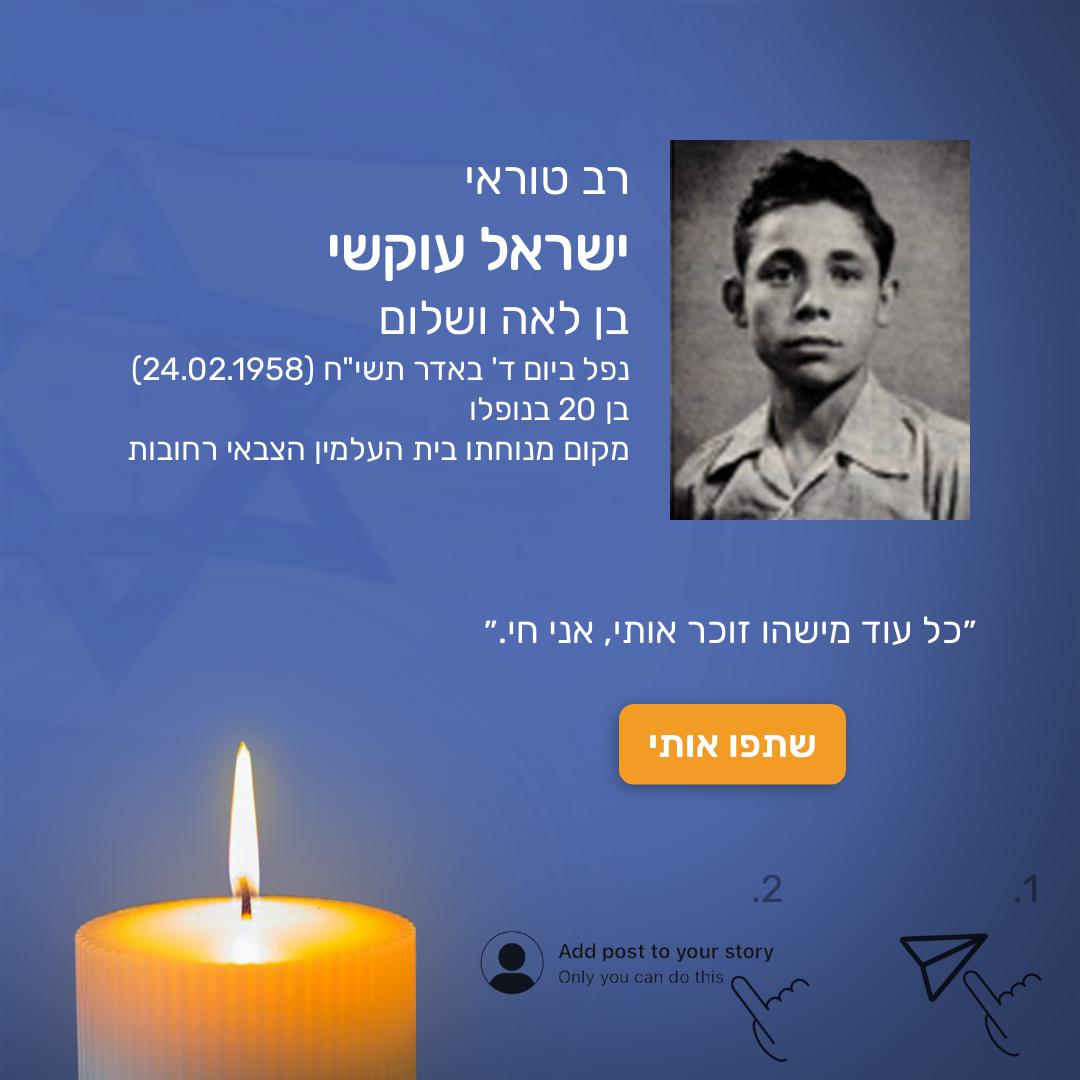 רב טוראי
ישראל עוקשי
בן לאה ושלום
נפל ביום ד' באדר תשי"ח (24.02.1958)
בן 20 בנופלו
מקום מנוחתו בית העלמין הצבאי רחובות
״כל עוד מישהו זוכר אותי, אני חי.״
שתפו אותי
.1
.2
Add post to your story
Only you can do this